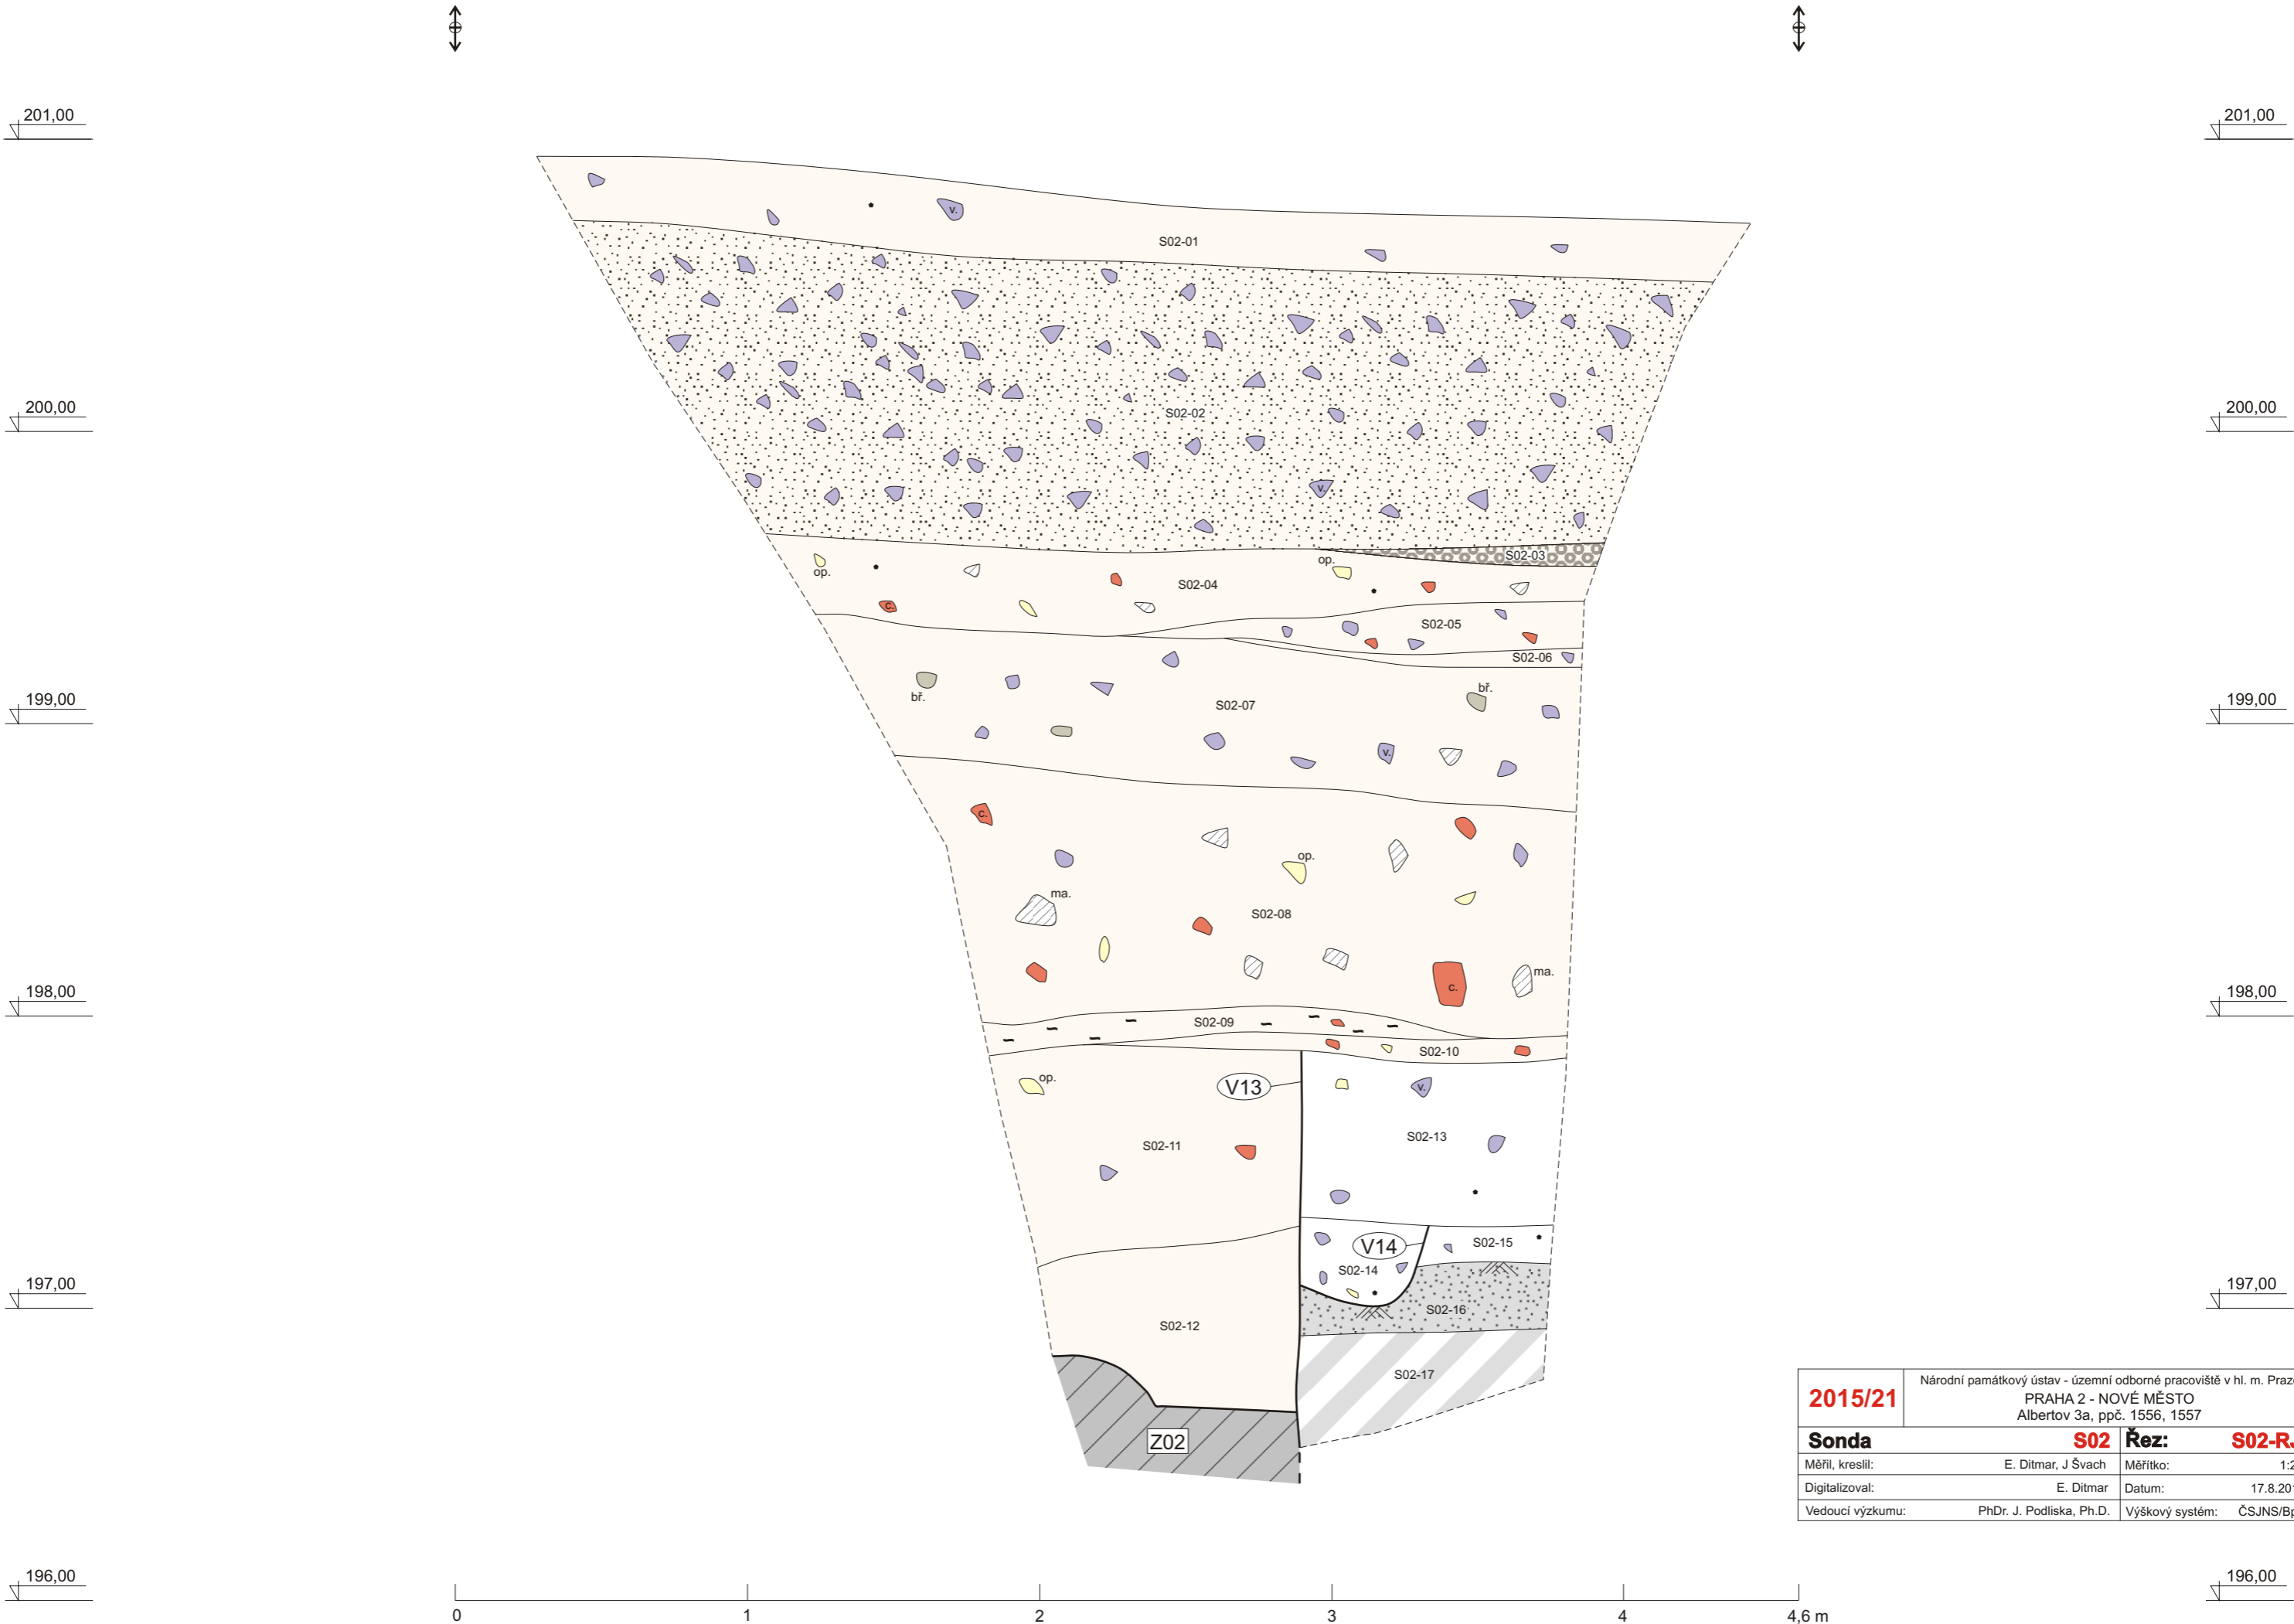 201,00 201,00
S02-01
v.
200,00 200,00
S02-02
v.
S02-03
op. op.
S02-04
c.
S02-05
S02-06
199,00 199,00
bř. bř.
S02-07
v.
c.
op.
ma.
S02-08
ma.
c.
198,00 198,00
S02-09
S02-10
op.
V13 v.
S02-11 S02-13
V14 S02-15
S02-14
197,00 197,00
S02-16
S02-12
S02-17
Z02
2015/21
Národní památkový ústav - územní odborné pracoviště v hl. m.
PRAHA 2 - NOVÉ MĚSTO
Albertov 3a, ppč. 1556, 1557
Sonda S02 Řez:
Měřil, kreslil: E. Ditmar, J Švach Měřítko:
Digitalizoval: E. Ditmar Datum:
Vedoucí výzkumu: PhDr. J. Podliska, Ph.D. Výškový systém:
196,00 196,00
0 1 2 3 4 4,6 m